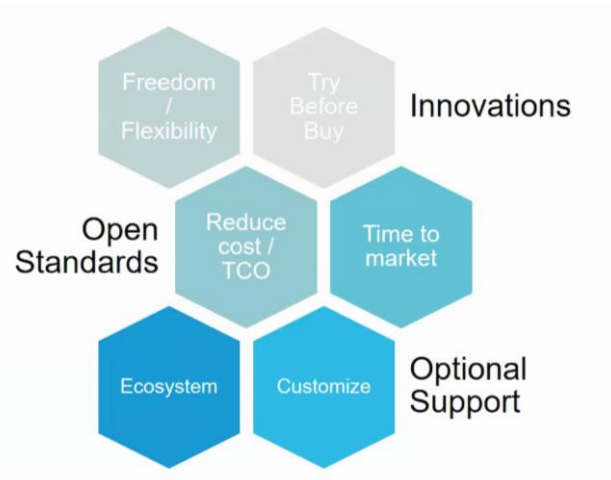 Freedom
/
Flexibility
Try
Before
Buy
Innovations
Open
Standards
Reduce
cost /
TCO
Time to
market
Ecosystem
Customize
Optional
Support